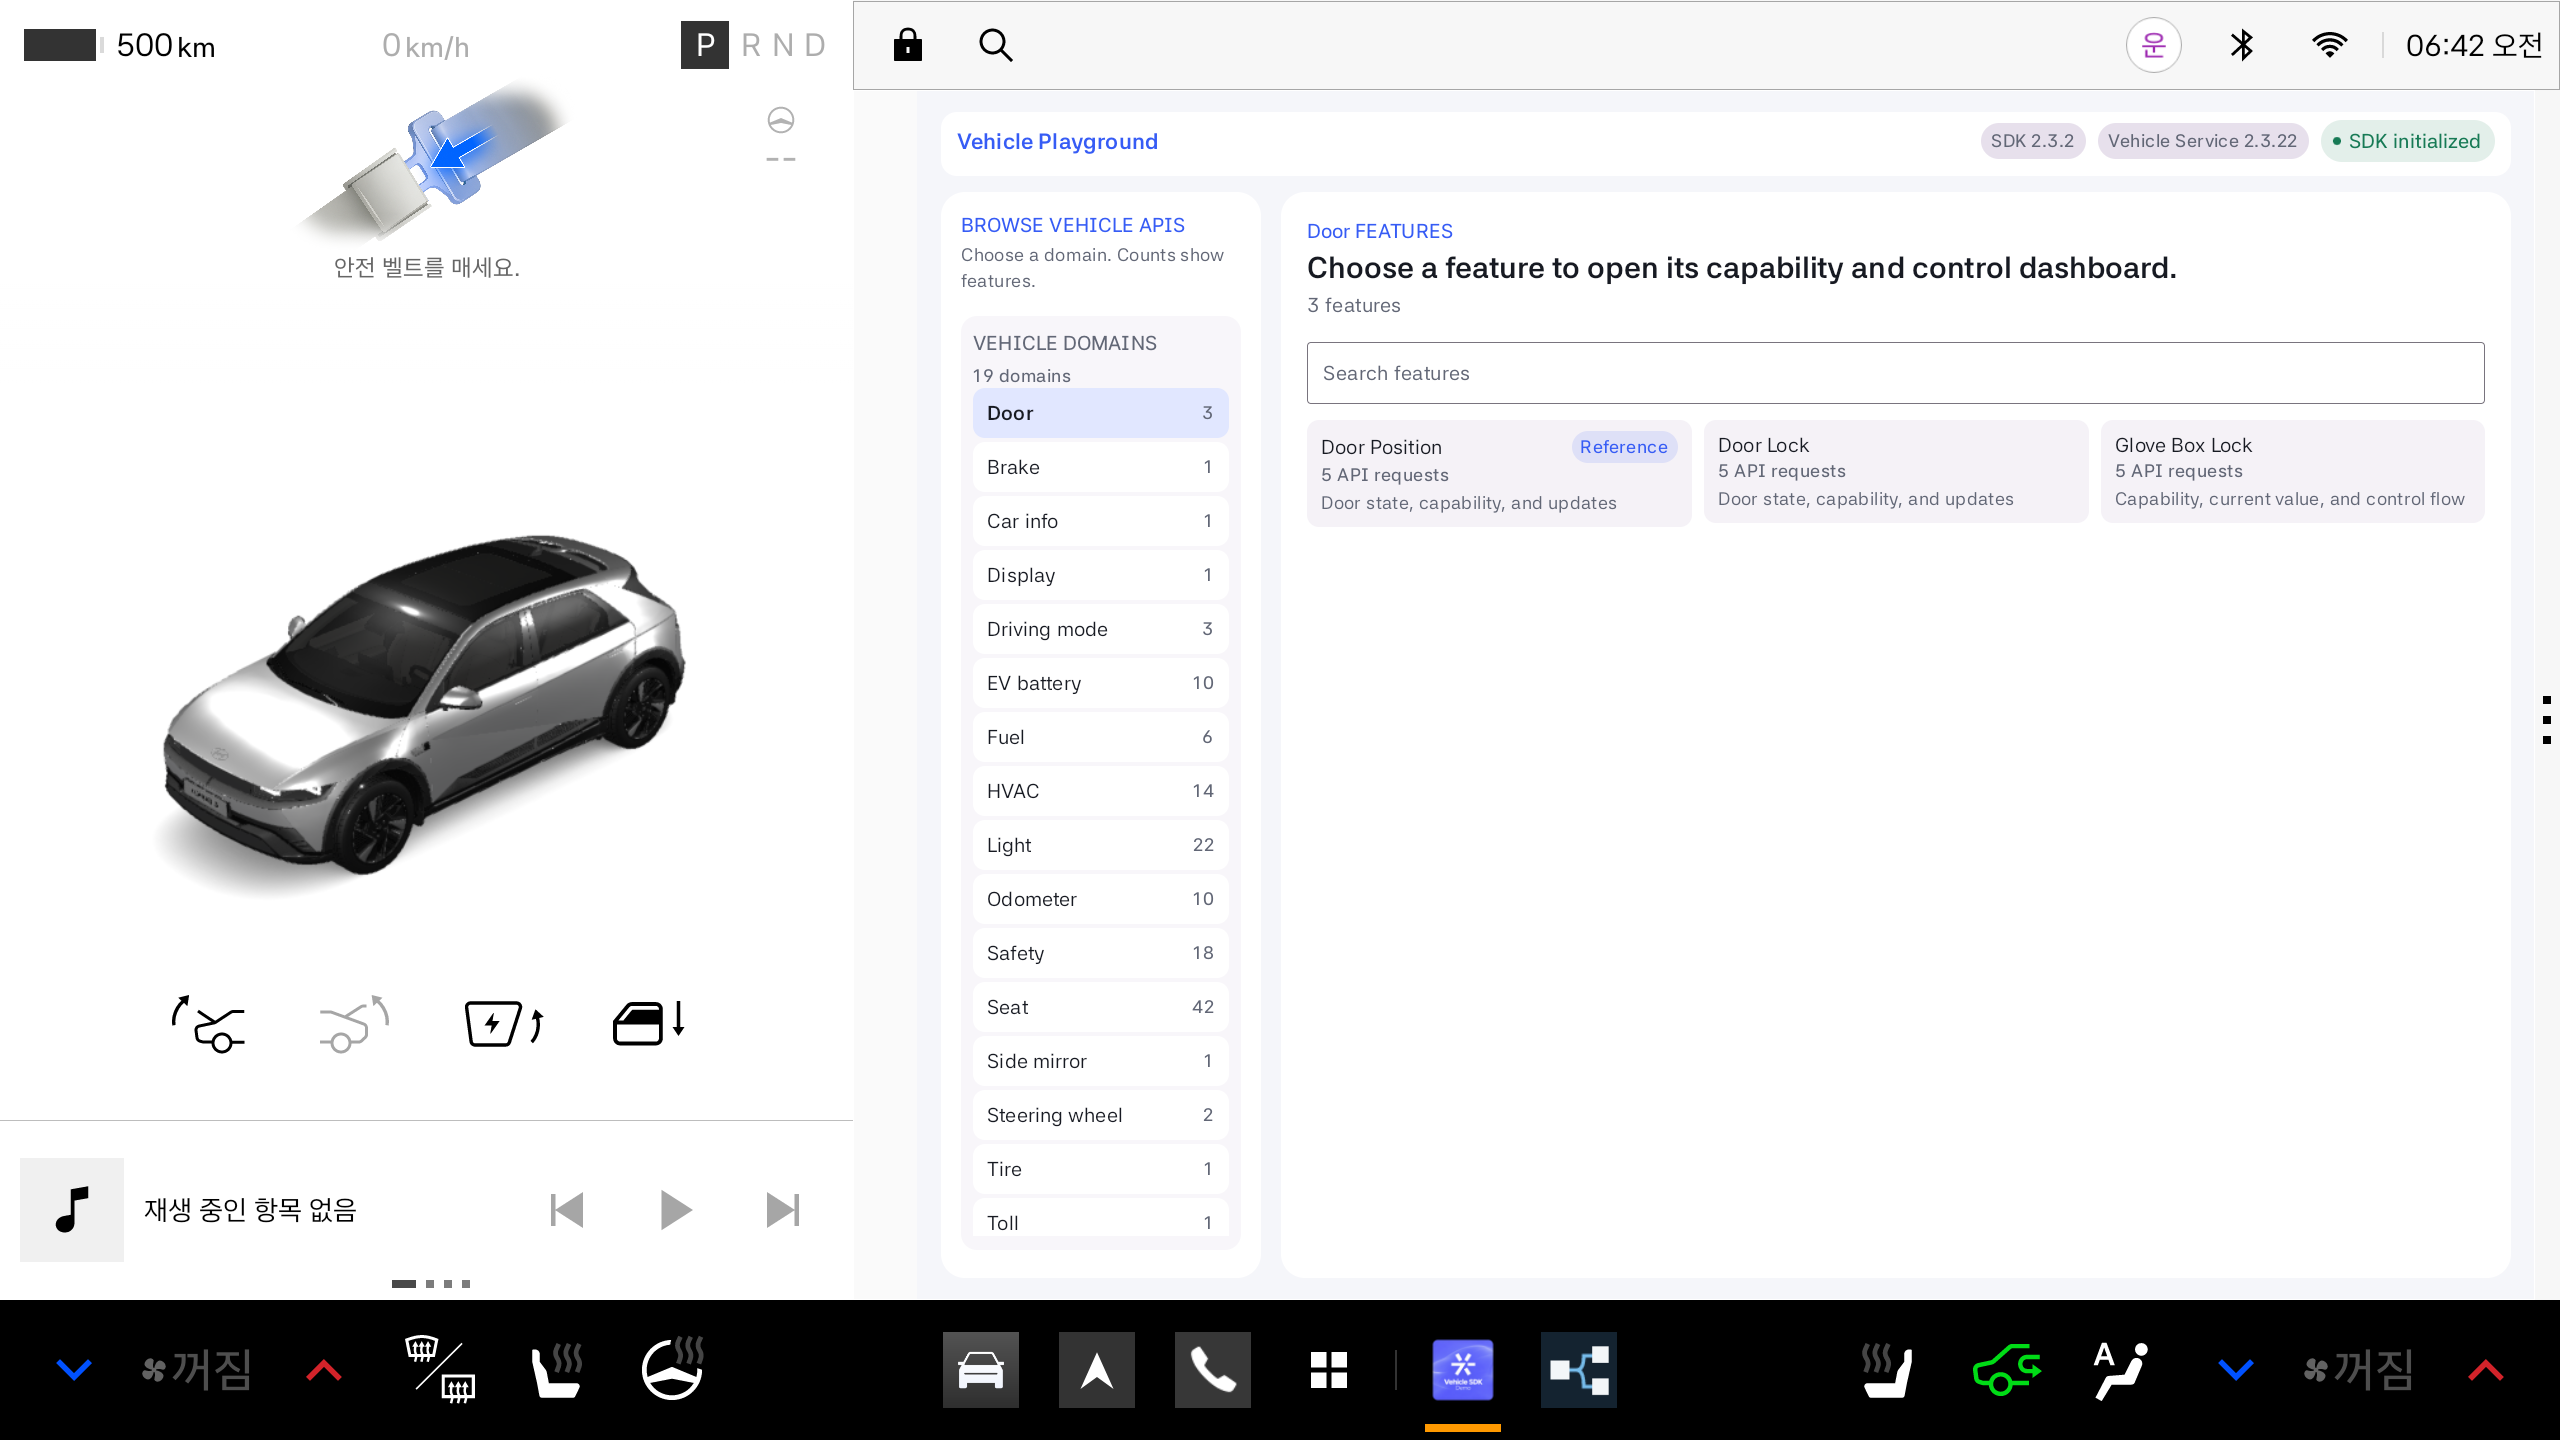 500 km
0 km/h
P R N D
운
06:42 오전
안전 벨트를 매세요.
Vehicle Playground
SDK 2.3.2
Vehicle Service 2.3.22
SDK initialized
BROWSE VEHICLE APIS
Choose a domain. Counts show
features.
VEHICLE DOMAINS
19 domains
Door 3
Brake 1
Car info 1
Display 1
Driving mode 3
EV battery 10
Fuel 6
HVAC 14
Light 22
Odometer 10
Safety 18
Seat 42
Side mirror 1
Steering wheel 2
Tire 1
Toll 1
Door FEATURES
Choose a feature to open its capability and control dashboard.
3 features
Search features
Door Position
Reference
5 API requests
Door state, capability, and updates
Door Lock
5 API requests
Door state, capability, and updates
Glove Box Lock
5 API requests
Capability, current value, and control flow
재생 중인 항목 없음
꺼짐
Vehicle SDK
Demo
A
꺼짐